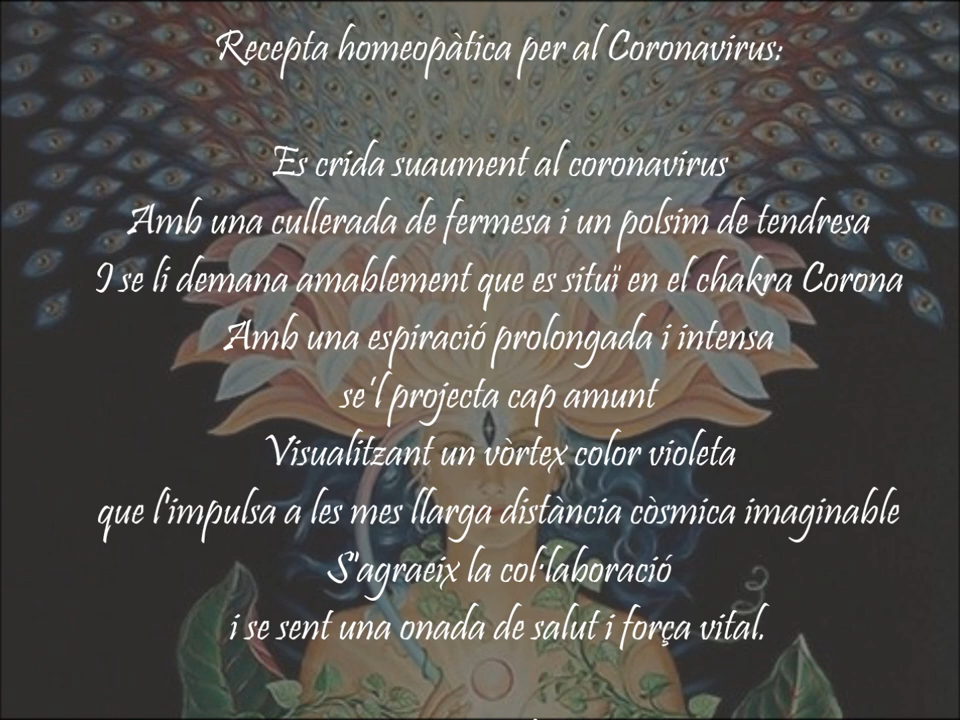 Recepta homeopàtica per al Coronavirus:
Es crida suaument al coronavirus
Amb una cullerada de fermesa i un polsim de tendresa
I se li demana amablement que es situï en el chakra Corona
Amb una espiració prolongada i intensa
se'l projecta cap amunt
Visualitzant un vòrtex color violeta
que l'impulsa a les mes llarga distància còsmica imaginable
S'agraeix la col·laboració
i se sent una onada de salut i força vital.